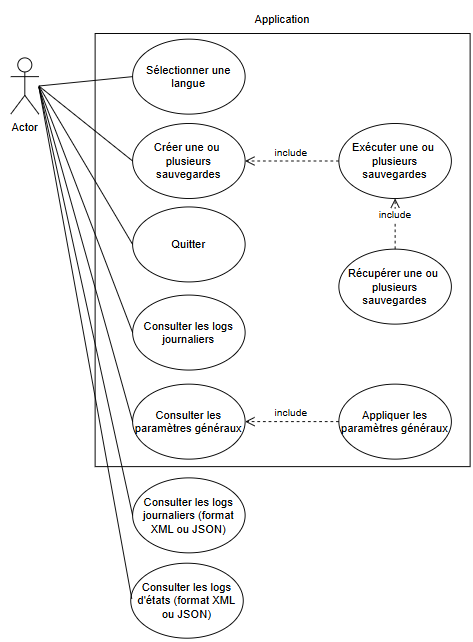 Application
Actor
Sélectionner une
langue
Créer une ou
plusieurs
sauvegardes
include
Exécuter une ou
plusieurs
sauvegardes
include
Quitter
Récupérer une ou
plusieurs
sauvegardes
Consulter les logs
journaliers
Consulter les
paramètres généraux
include
Appliquer les
paramètres généraux
Consulter les logs
journaliers (format
XML ou JSON)
Consulter les logs
d'états (format XML
ou JSON)